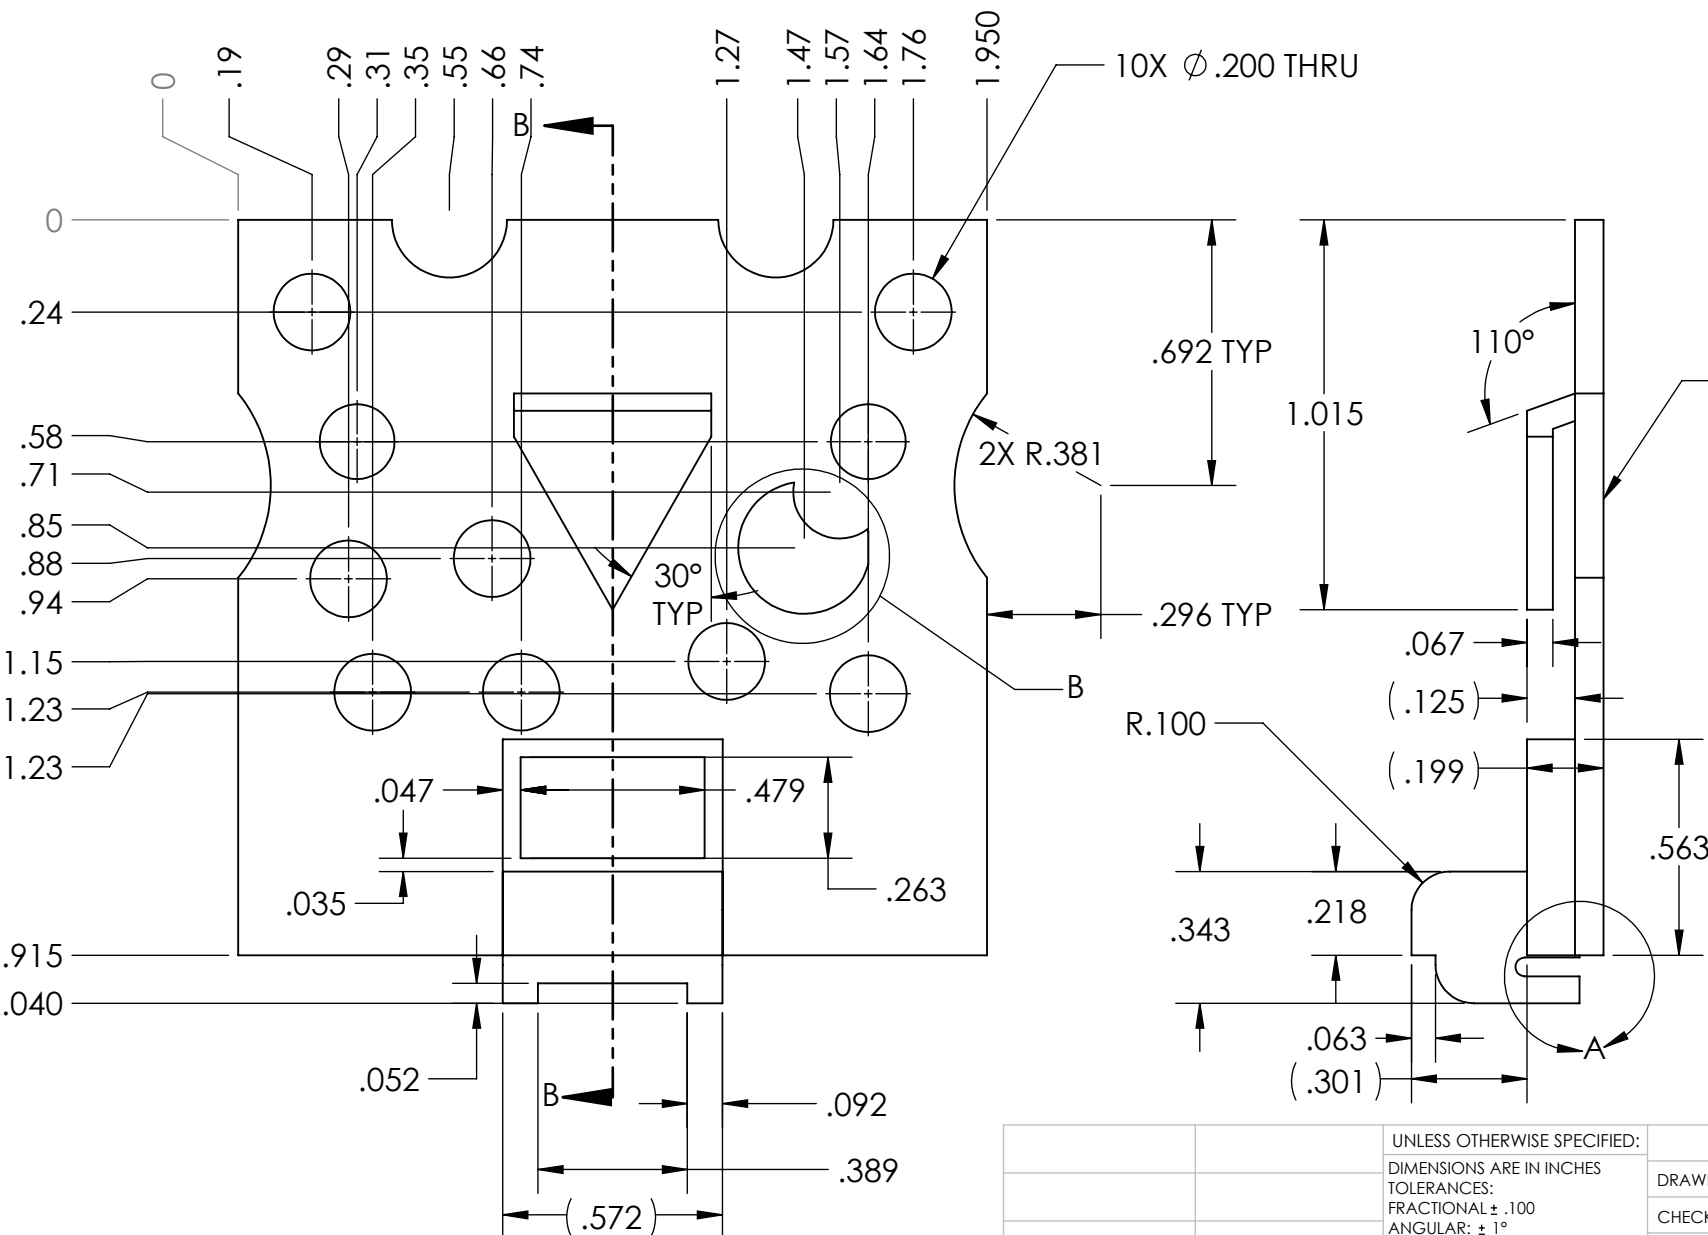 0
.19
.29
.31
.35
.55
.66
.74
1.27
1.47
1.57
1.64
1.76
1.950
10X Ø .200 THRU
B
0
.24
.692 TYP
110°
1.015
.58
2X R.381
.71
.85
.88
.94
30°
TYP
.296 TYP
.067
1.15
B
1.23
(.125)
R.100
1.23
(.199)
.047
.479
.563
.035
.263
.218
.343
.915
.040
.063
A
.052
(.301)
B
.092
.389
(.572)
UNLESS OTHERWISE SPECIFIED:
DIMENSIONS ARE IN INCHES
TOLERANCES:
FRACTIONAL ± .100
ANGULAR: ± 1°
DRAW
CHECK